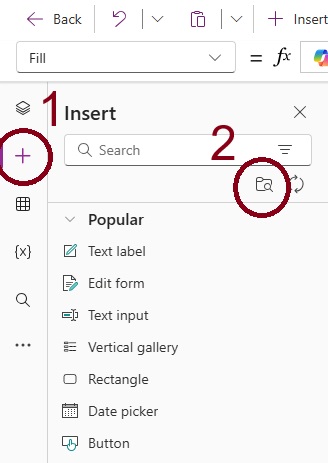 Back
Insert
Fill
= fx
1
Insert
2
Search
Popular
{x}
Text label
Edit form
Text input
Vertical gallery
Rectangle
Date picker
Button